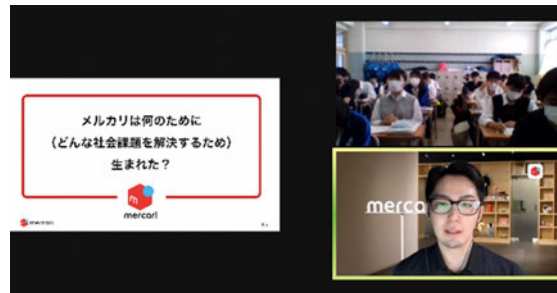 メルカリは何のために
（どんな社会課題を解決するため）
生まれた？
mercari
merca